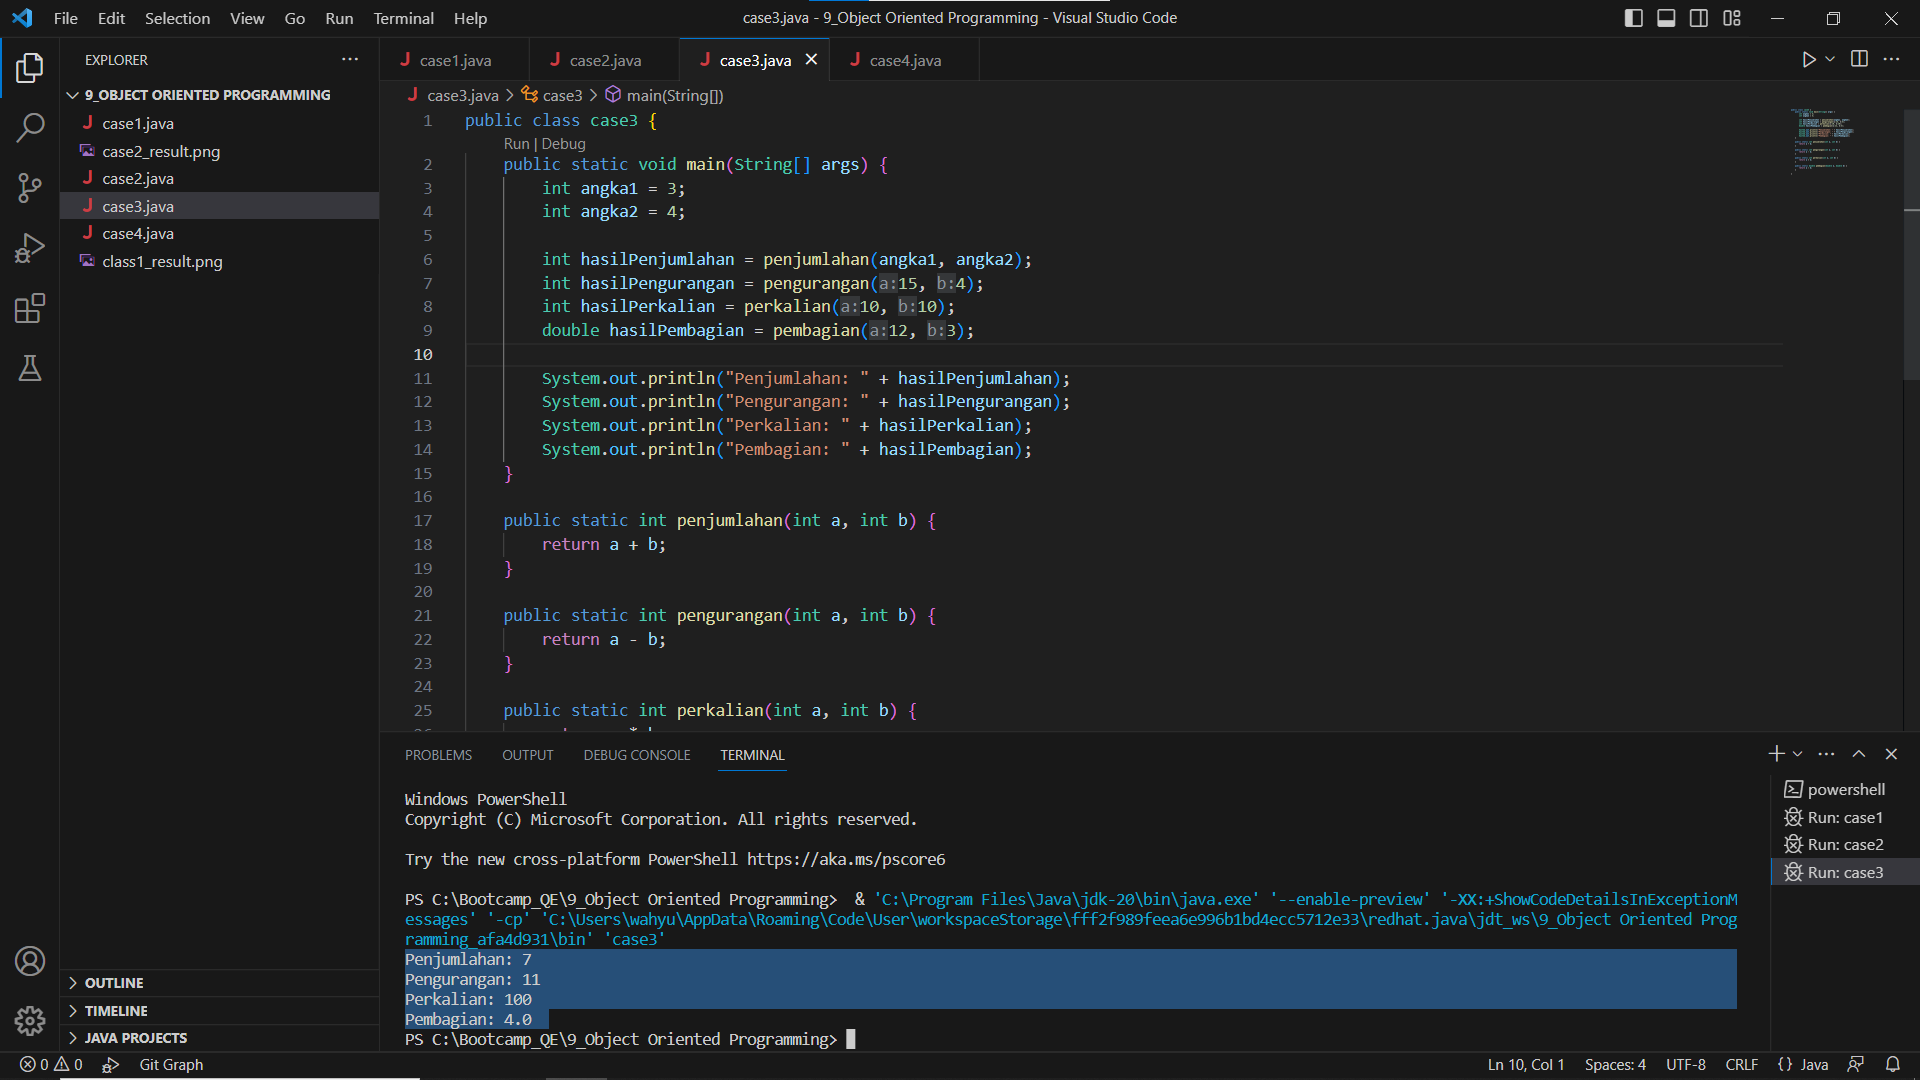 File Edit Selection View Go Run Terminal Help
case3.java - 9_Object Oriented Programming - Visual Studio Code
EXPLORER
9_OBJECT ORIENTED PROGRAMMING
case1.java
case2_result.png
case2.java
case3.java
case4.java
class1_result.png
OUTLINE
TIMELINE
JAVA PROJECTS
case1.java case2.java case3.java case4.java
case3.java > case3 > main(String[])
1 public class case3 {
Run | Debug
2 public static void main(String[] args) {
3 int angka1 = 3;
4 int angka2 = 4;
5
6 int hasilPenjumlahan = penjumlahan(angka1, angka2);
7 int hasilPengurangan = pengurangan(a:15, b:4);
8 int hasilPerkalian = perkalian(a:10, b:10);
9 double hasilPembagian = pembagian(a:12, b:3);
10
11 System.out.println("Penjumlahan: " + hasilPenjumlahan);
12 System.out.println("Pengurangan: " + hasilPengurangan);
13 System.out.println("Perkalian: " + hasilPerkalian);
14 System.out.println("Pembagian: " + hasilPembagian);
15 }
16
17 public static int penjumlahan(int a, int b) {
18 return a + b;
19 }
20
21 public static int pengurangan(int a, int b) {
22 return a - b;
23 }
24
25 public static int perkalian(int a, int b) {
PROBLEMS OUTPUT DEBUG CONSOLE TERMINAL
Windows PowerShell
Copyright (C) Microsoft Corporation. All rights reserved.
Try the new cross-platform PowerShell https://aka.ms/pscore6
PS C:\Bootcamp_QE\9_Object Oriented Programming> & 'C:\Program Files\Java\jdk-20\bin\java.exe' '--enable-preview' '-XX:+ShowCodeDetailsInExceptionM
essages' '-cp' 'C:\Users\wahyu\AppData\Roaming\Code\User\workspaceStorage\fff2f989feea6e996b1bd4ecc5712e33\redhat.java\jdt_ws\9_Object Oriented Prog
ramming_afa4d931\bin' 'case3'
Penjumlahan: 7
Pengurangan: 11
Perkalian: 100
Pembagian: 4.0
PS C:\Bootcamp_QE\9_Object Oriented Programming>
powershell
Run: case1
Run: case2
Run: case3
0 0 Git Graph
Ln 10, Col 1 Spaces: 4 UTF-8 CRLF {} Java